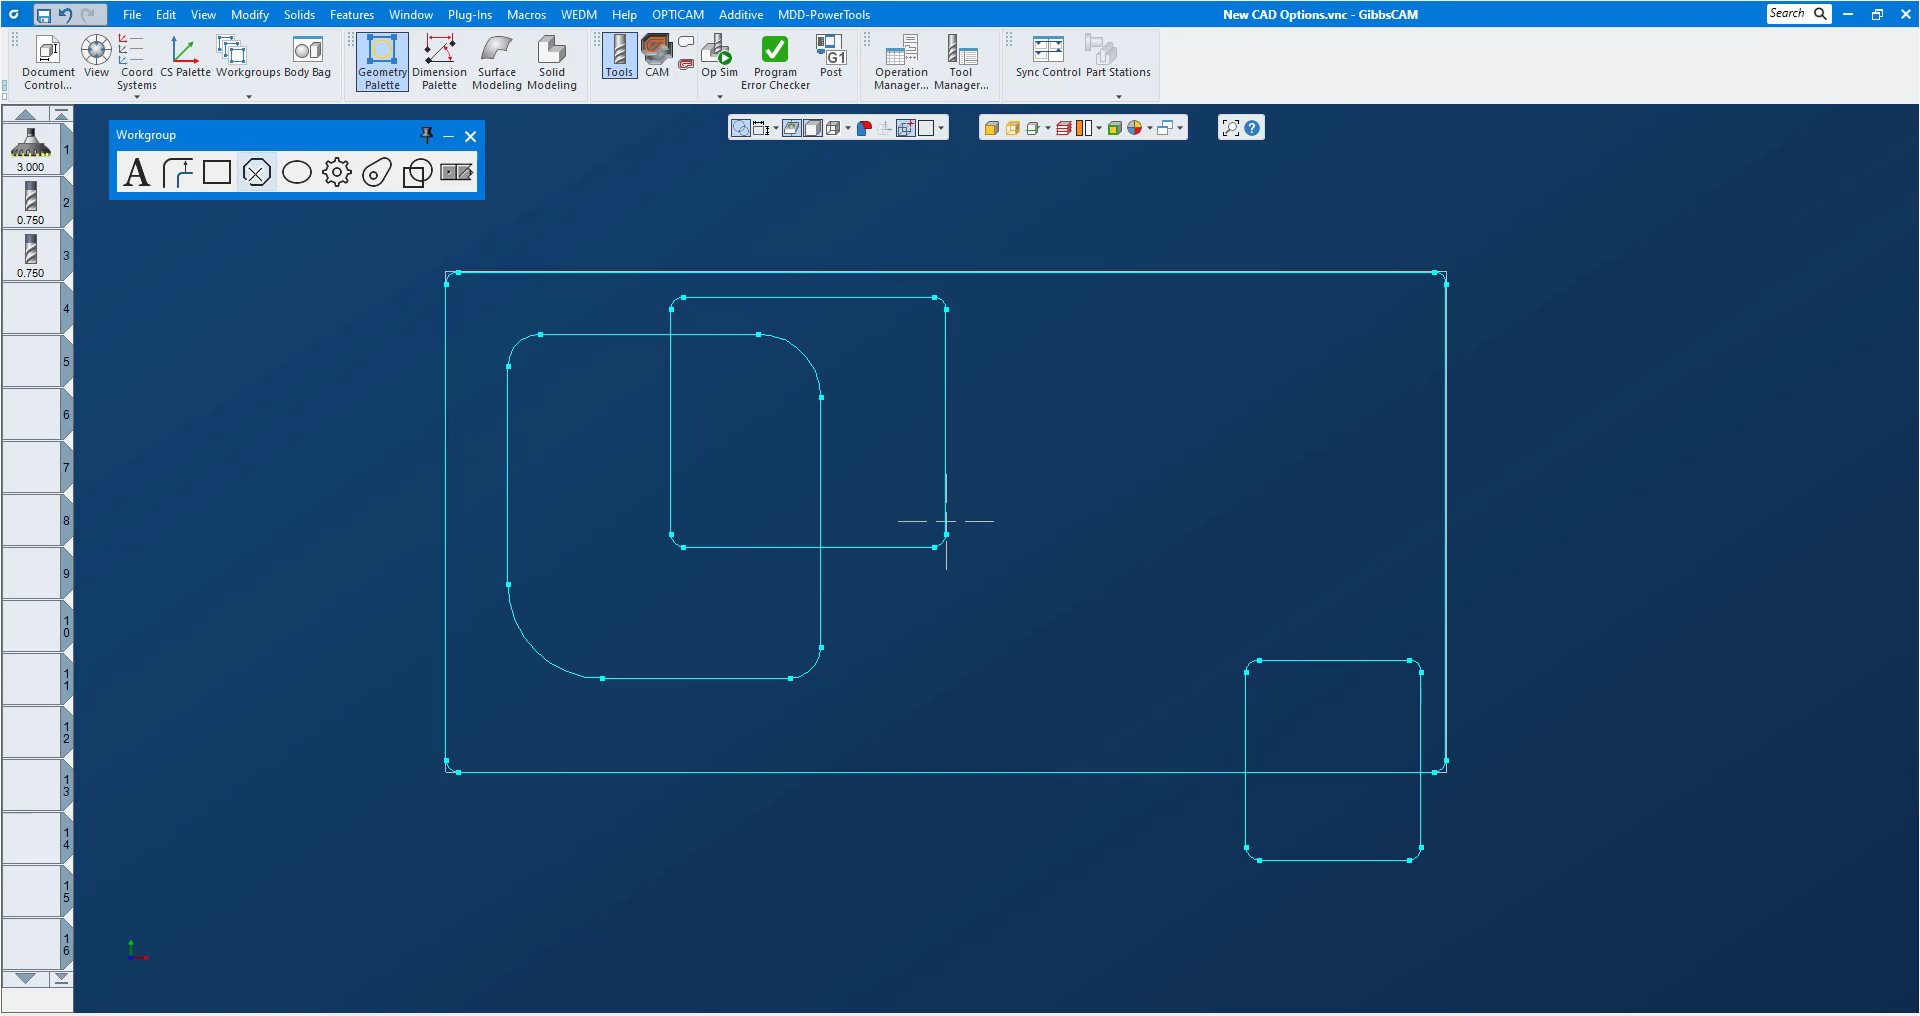 File Edit View Modify Solids Features Window Plug-Ins Macros WEDM Help OPTICAM Additive MDD-PowerTools New CAD Options.vnc - GibbsCAM Search
Document Control...
View
Coord Systems
CS Palette
Workgroups
Body Bag
Geometry Palette
Dimension Palette
Surface Modeling
Solid Modeling
Tools
CAM
Op Sim
Program Error Checker
G1
Post
Operation Manager...
Tool Manager...
Sync Control
Part Stations
Workgroup
A
1
3.000
2
0.750
3
0.750
4
5
6
7
8
9
10
11
12
13
14
15
16